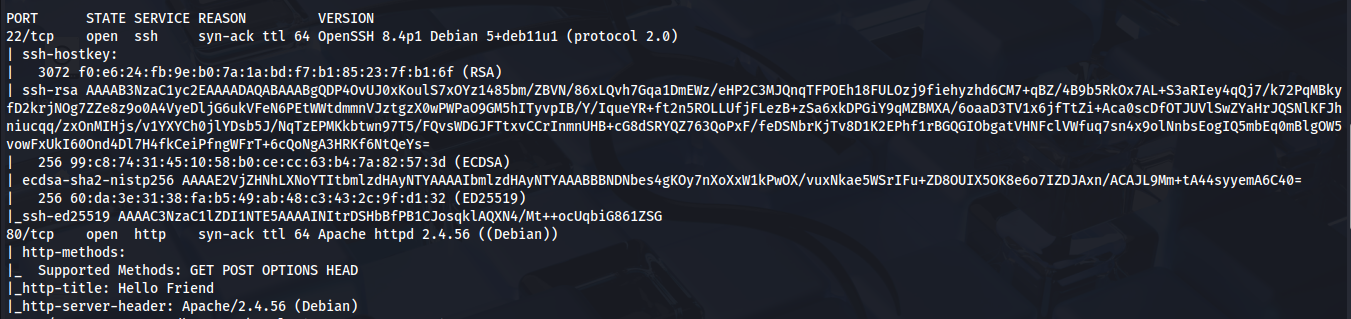 PORT      STATE SERVICE REASON         VERSION
22/tcp    open  ssh     syn-ack ttl 64 OpenSSH 8.4p1 Debian 5+deb11u1 (protocol 2.0)
| ssh-hostkey:
|   3072 f0:e6:24:fb:9e:b0:7a:1a:bd:f7:b1:85:23:7f:b1:6f (RSA)
| ssh-rsa AAAAB3NzaC1yc2EAAAADAQABAAABgQDP4OvUJ0xKoulS7xOYz1485bm/ZBVN/86xLQvh7Gqa1DmEWz/eHP2C3MJQnqTFPOEh18FULOzj9fiehyzhd6CM7+qBZ/4B9b5RkOx7AL+S3aRIey4qQj7/k72PqMBky
fD2krjNOg7ZZe8z9o0A4VyeDljG6ukVFeN6PEtWWtdmmnVJztgzX0wPWPaO9GM5hITyvpIB/Y/IqueYR+ft2n5ROLLUfjFLezB+zSa6xkDPGiY9qMZBMXA/6oaaD3TV1x6jfTtZi+Aca0scDfOTJUVlSwZYaHrJQSNlKFJh
niucqq/zxOnMIHjs/v1YXYCh0jlYDsb5J/NqTzEPMKkbtwn97T5/FQvsWDGJFTtxvCCrInmnUHB+cG8dSRYQZ763QoPxF/feDSNbrKjTv8D1K2EPhf1rBGQGIObgatVHNFclVWfuq7sn4x9olNnbsEogIQ5mbEq0mBlgOW5
vowFxUkI60Ond4Dl7H4fkCeiPfngWFrT+6cQoNgA3HRKf6NtQeYs=
|   256 99:c8:74:31:45:10:58:b0:ce:cc:63:b4:7a:82:57:3d (ECDSA)
| ecdsa-sha2-nistp256 AAAAE2VjZHNhLXNoYTItbmlzdHAyNTYAAAAIbmlzdHAyNTYAAABBBNDNbes4gKOy7nXoXxW1kPwOX/vuxNkae5WSrIFu+ZD8OUIX5OK8e6o7IZDJAxn/ACAJL9Mm+tA44syyemA6C40=
|   256 60:da:3e:31:38:fa:b5:49:ab:48:c3:43:2c:9f:d1:32 (ED25519)
|_ssh-ed25519 AAAAC3NzaC1lZDI1NTE5AAAAINItrDSHbBfPB1CJosqklAQXN4/Mt++ocUqbiG861ZSG
80/tcp    open  http    syn-ack ttl 64 Apache httpd 2.4.56 ((Debian))
| http-methods:
|_  Supported Methods: GET POST OPTIONS HEAD
|_http-title: Hello Friend
|_http-server-header: Apache/2.4.56 (Debian)